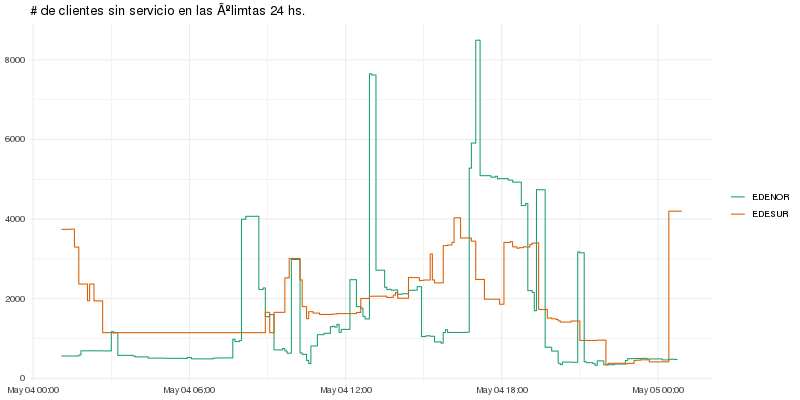 # de clientes sin servicio en las Ãºlimtas 24 hs.
8000
6000
4000
2000
0
May 04 00:00
May 04 06:00
May 04 12:00
May 04 18:00
May 05 00:00
EDENOR
EDESUR